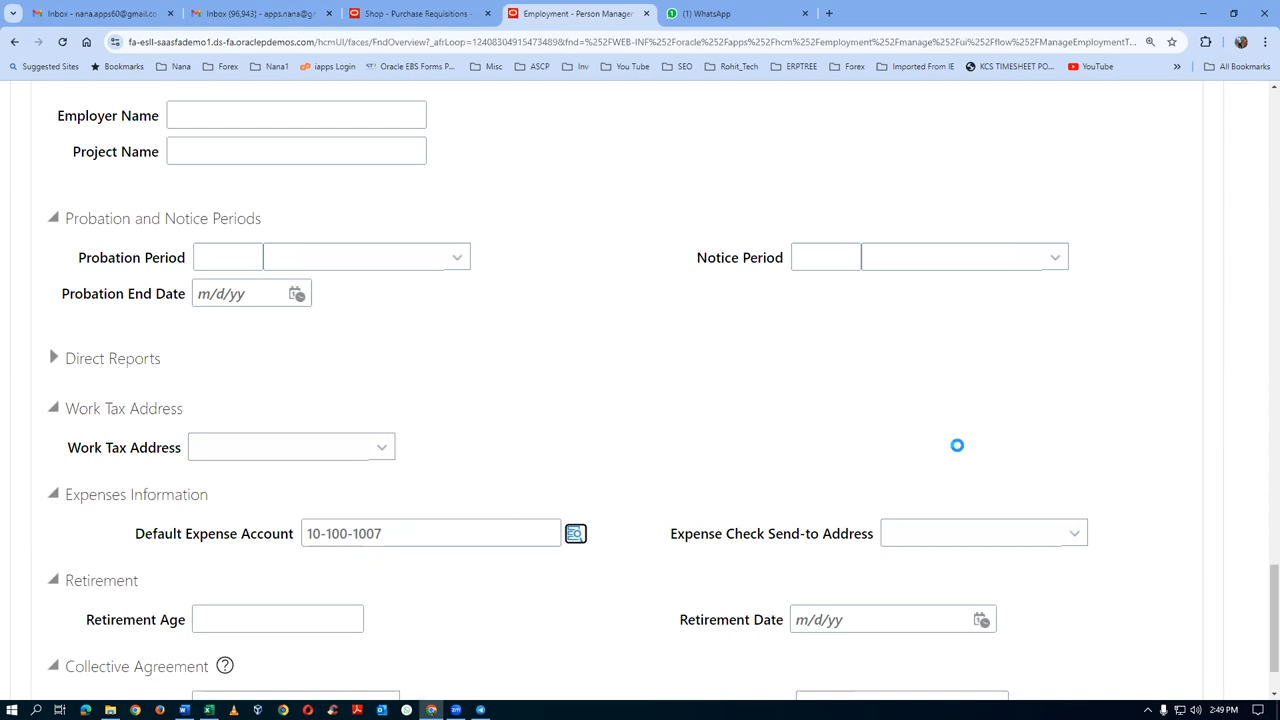 Inbox - nana.apps60@gmail.co
Inbox (96,943) - apps.nana@gr
Shop - Purchase Requisitions -
Employment - Person Manager
(1) WhatsApp
fa-esll-saasfademo1.ds-fa.oraclepdemos.com/hcmUI/faces/FndOverview?_afrLoop=12408304915473489&fnd=%252FWEB-INF%252Foracle%252Fapps%252Fhcm%252Femployment%252Fmanage%252Fui%252Fflow%252FManageEmploymentT...
Suggested Sites
Bookmarks
Nana
Forex
Nana1
iapps Login
Oracle EBS Forms P...
Misc
ASCP
Inv
You Tube
SEO
Rohit_Tech
ERPTREE
Forex
Imported From IE
KCS TIMESHEET PO...
YouTube
»
All Bookmarks
Employer Name
Project Name
Probation and Notice Periods
Probation Period
Notice Period
Probation End Date m/d/yy
Direct Reports
Work Tax Address
Work Tax Address
Expenses Information
Default Expense Account 10-100-1007
Expense Check Send-to Address
Retirement
Retirement Age
Retirement Date m/d/yy
Collective Agreement ?
2:49 PM